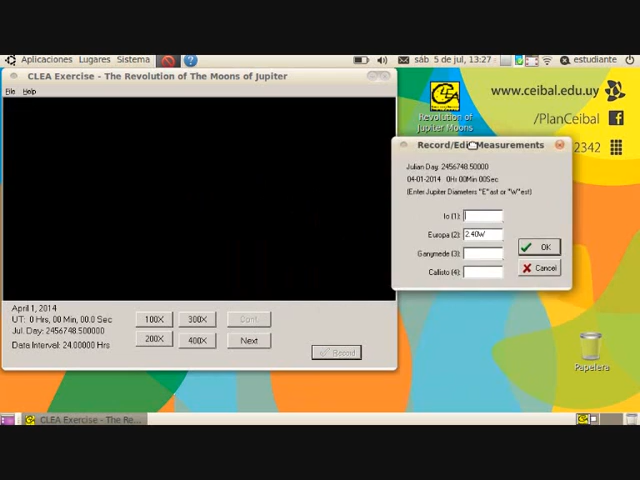 Aplicaciones Lugares Sistema
sáb 5 de jul, 13:27
estudiante
CLEA Exercise - The Revolution of The Moons of Jupiter
File Help
www.ceibal.edu.uy
/PlanCeibal
2342
CLEA
Revolution of
Jupiter Moons
Record/Edit Measurements
Julian Day: 2456748.50000
04-01-2014 0Hs 00Min 00Sec
(Enter Jupiter Diameters "E"ast or "W"est)
Io (1):
Europa (2): 2.40W
Ganymede (3):
Callisto (4):
OK
Cancel
April 1, 2014
UT: 0 Hrs, 00 Min, 00.0 Sec
Jul. Day: 2456748.500000
Data Interval: 24.00000 Hrs
100X 300X Cont.
200X 400X Next
Record
Papelera
CLEA Exercise - The Re...